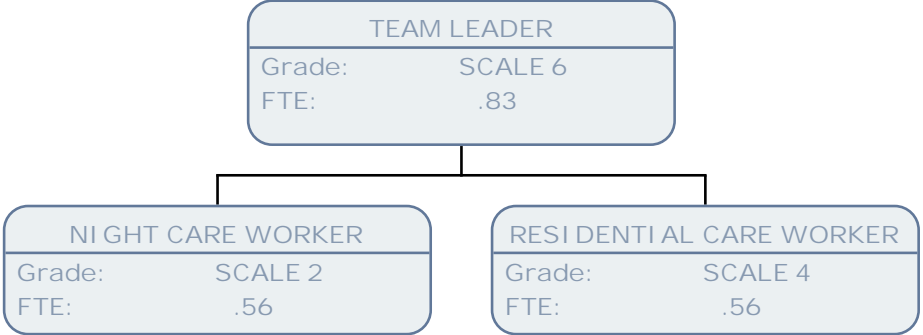 TEAM LEADER
Grade: SCALE 6
FTE: .83
NIGHT CARE WORKER
Grade: SCALE 2
FTE: .56
RESIDENTIAL CARE WORKER
Grade: SCALE 4
FTE: .56